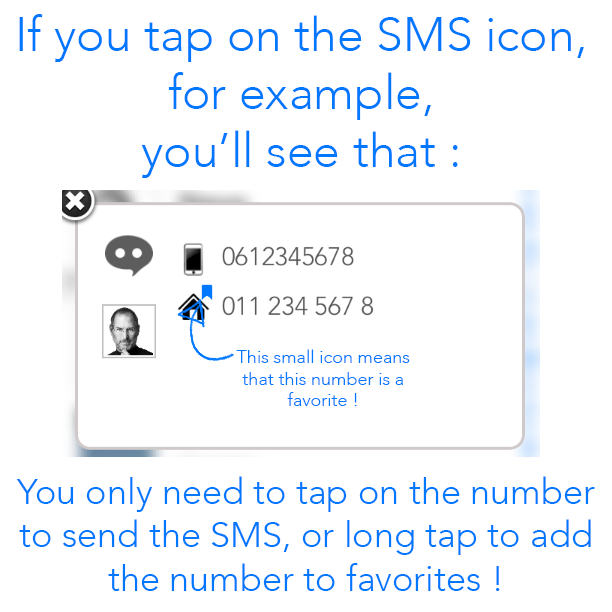 If you tap on the SMS icon,
for example,
you’ll see that :
0612345678
011 234 567 8
This small icon means
that this number is a
favorite !
You only need to tap on the number
to send the SMS, or long tap to add
the number to favorites !